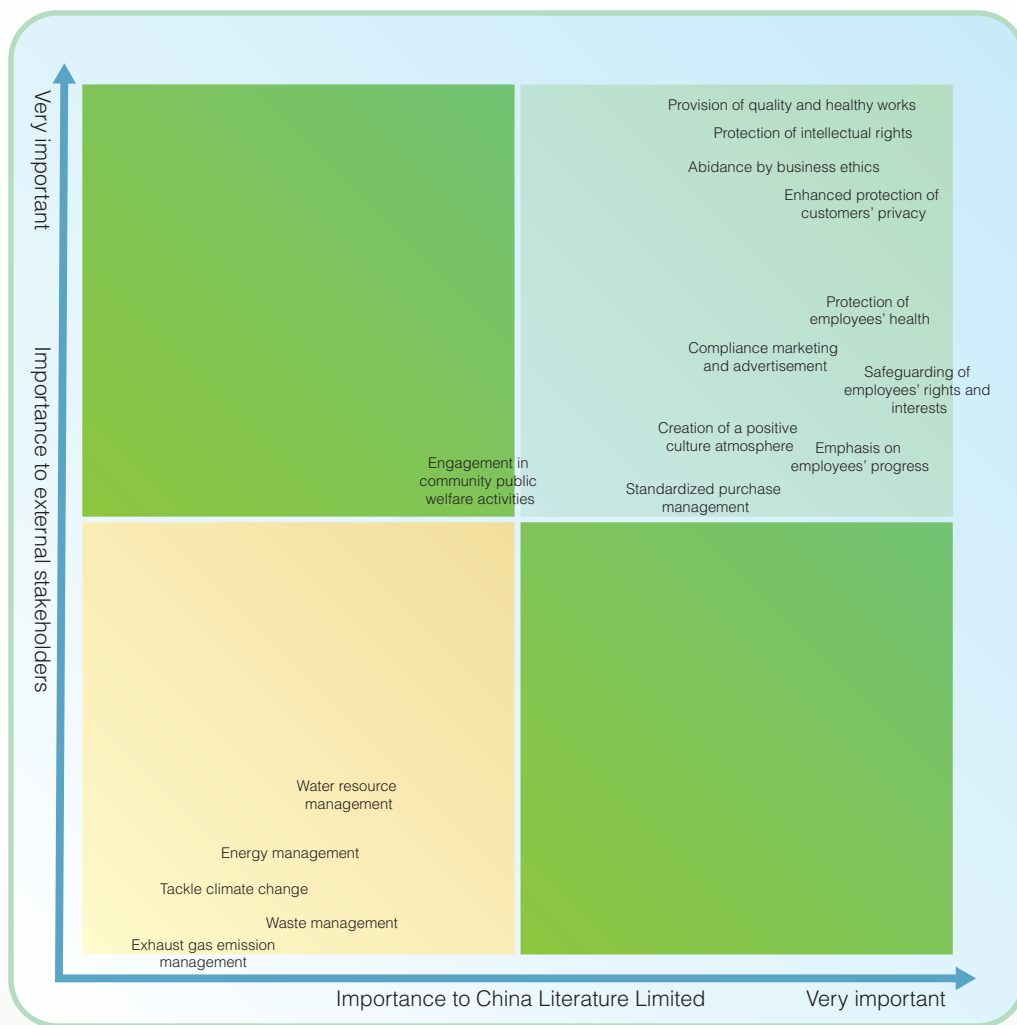 Very important
Importance to external stakeholders
Provision of quality and healthy works
Protection of intellectual rights
Abidance by business ethics
Enhanced protection of
customers’ privacy
Protection of
employees’ health
Compliance marketing
and advertisement
Safeguarding of
employees’ rights and
interests
Creation of a positive
culture atmosphere
Emphasis on
employees’ progress
Engagement in
community public
welfare activities
Standardized purchase
management
Water resource
management
Energy management
Tackle climate change
Waste management
Exhaust gas emission
management
Importance to China Literature Limited
Very important